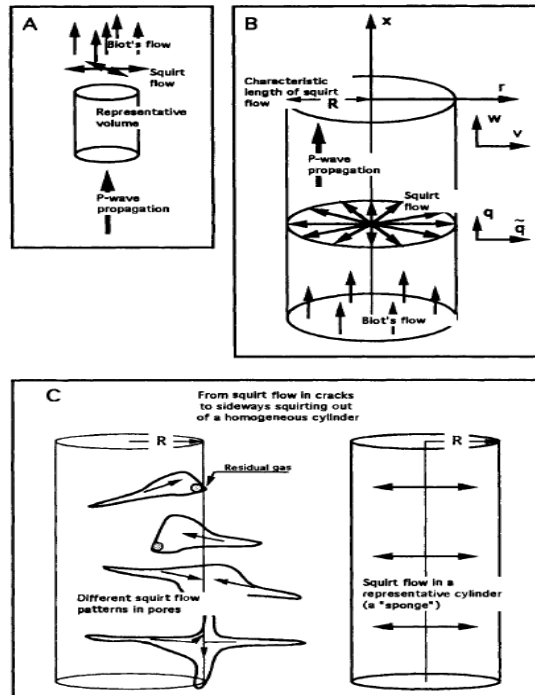 A
Biot's flow
Squirt
flow
Representative
volume
P-wave
propagation
B
x
Characteristic
length of squirt
flow
R
r
w
v
P-wave
propagation
Squirt
flow
q
q̃
Biot's flow
C
From squirt flow in cracks
to sideways squirting out
of a homogeneous cylinder
R
Residual gas
Different squirt flow
patterns in pores
R
Squirt flow in a
representative cylinder
(a "sponge")